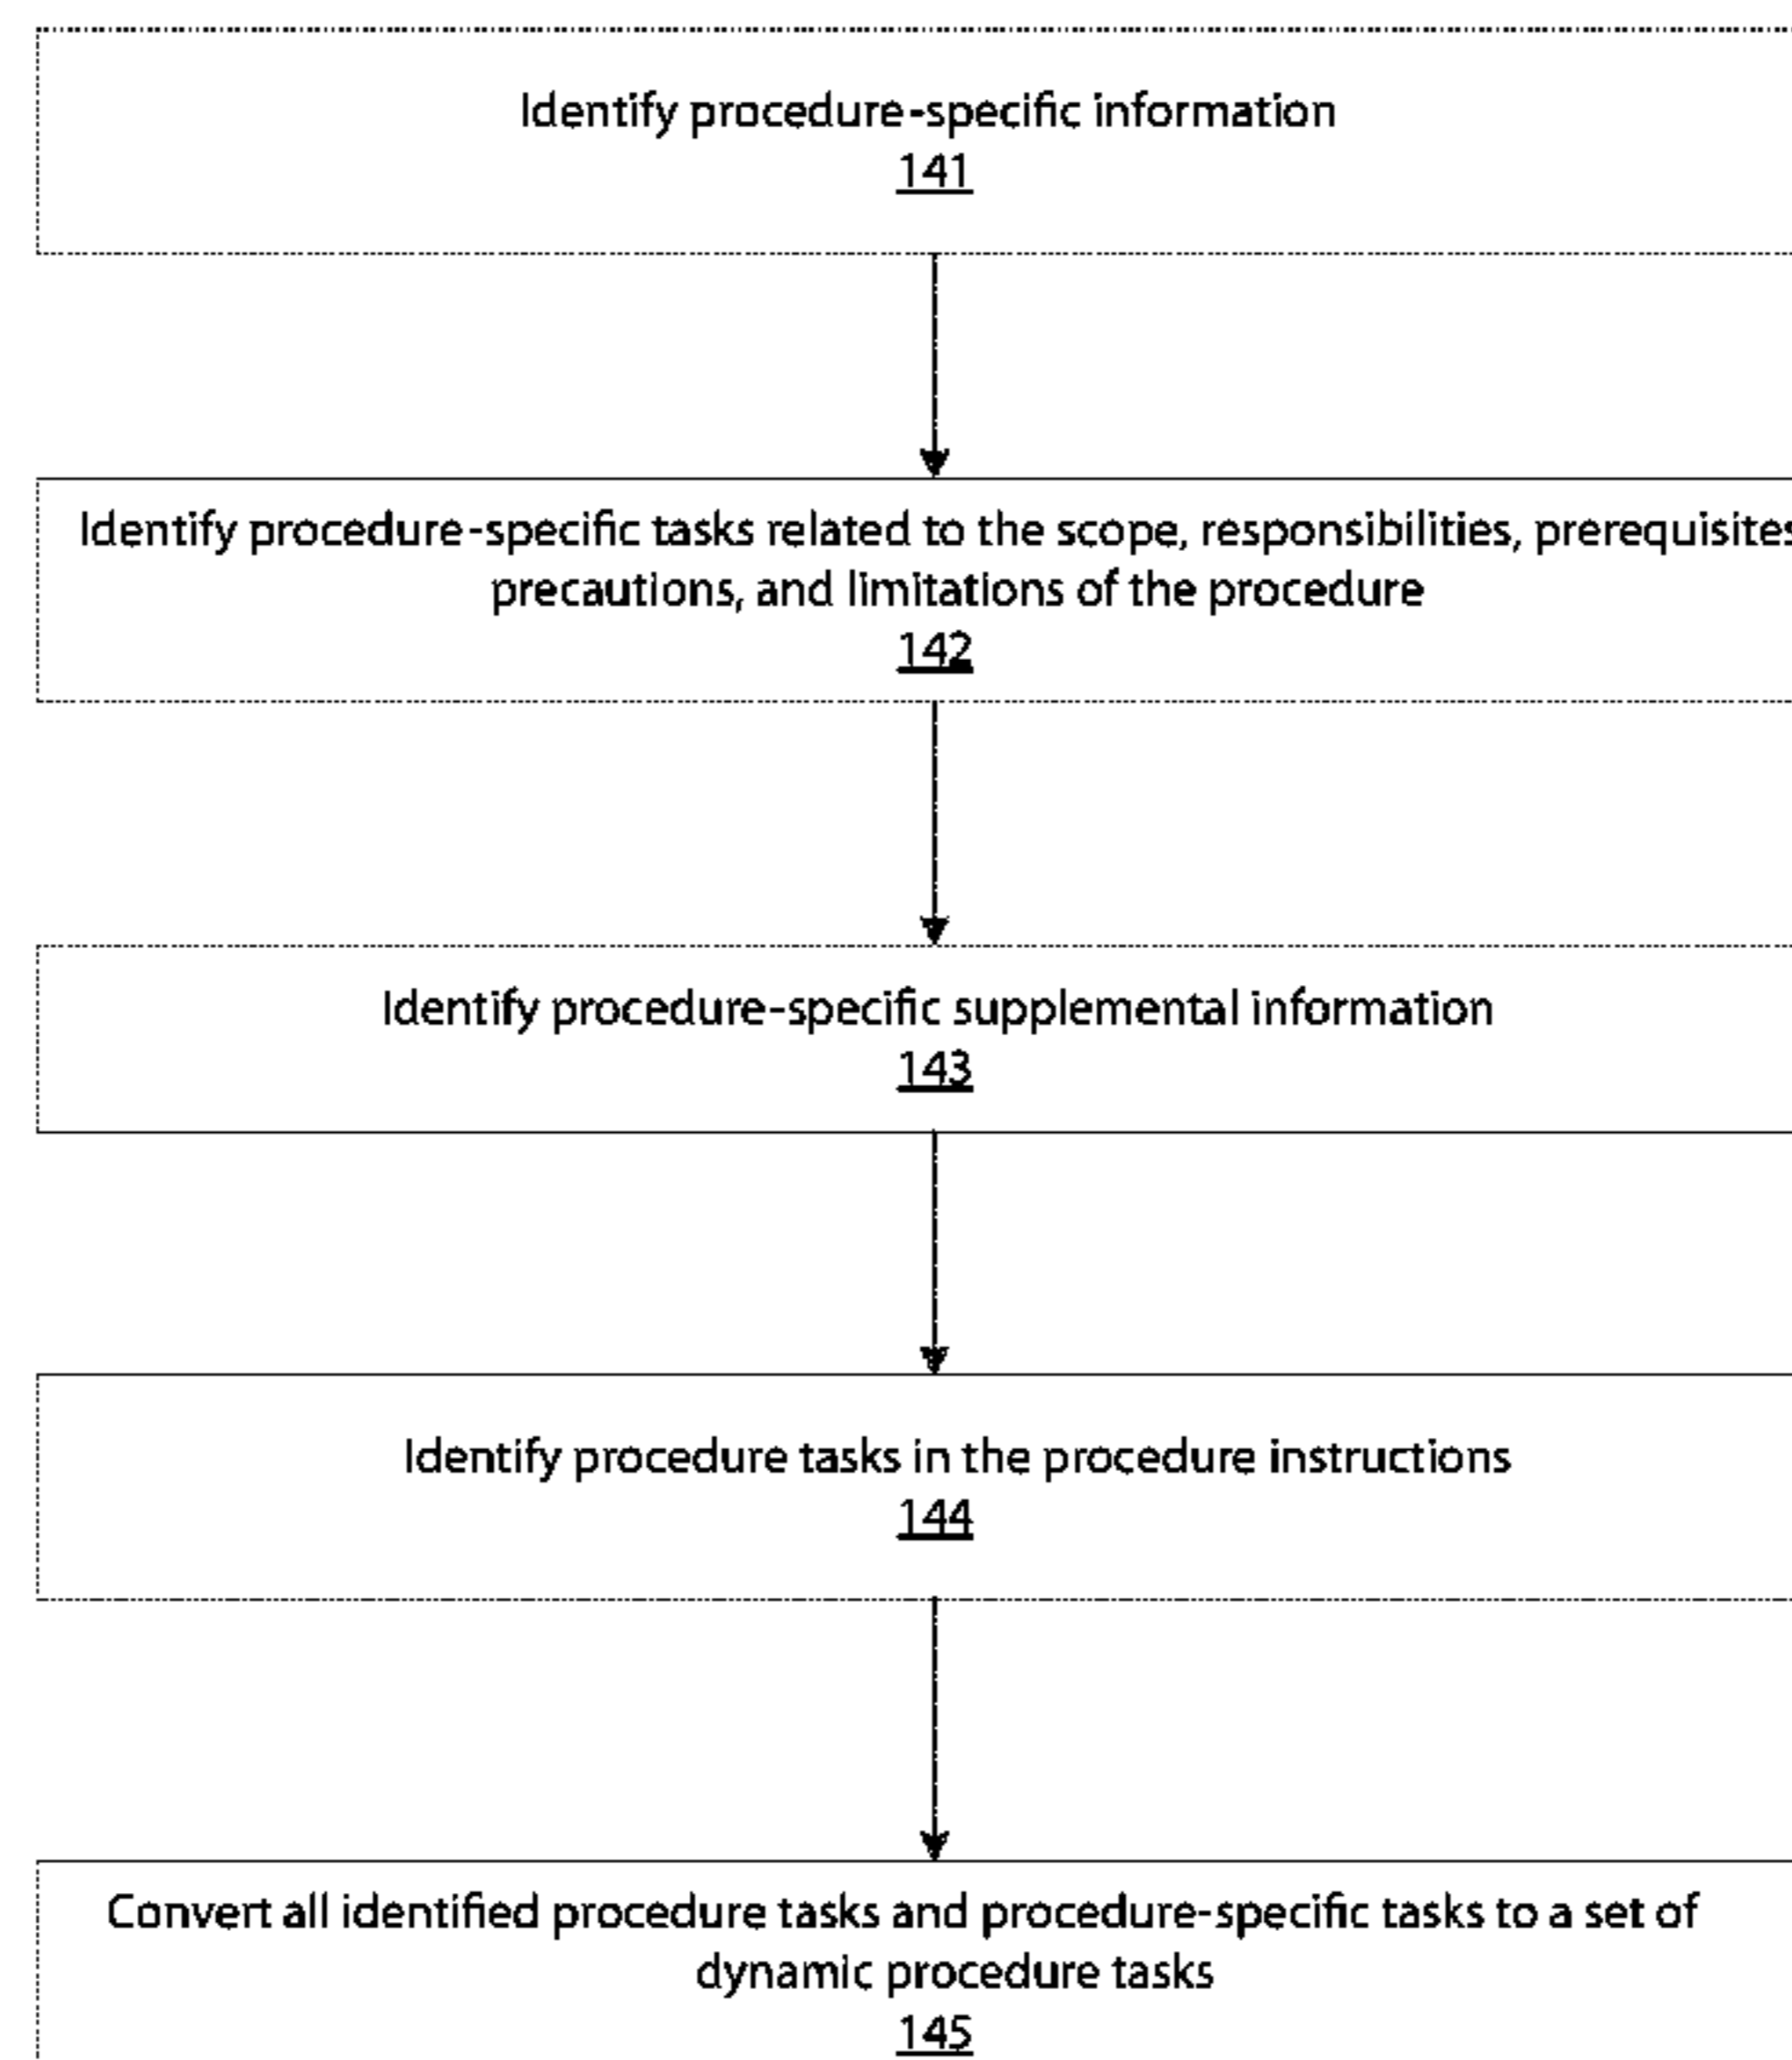 Identify procedure-specific information
141
Identify procedure-specific tasks related to the scope, responsibilities, prerequisites
precautions, and limitations of the procedure
142
Identify procedure-specific supplemental information
143
Identify procedure tasks in the procedure instructions
144
Convert all identified procedure tasks and procedure-specific tasks to a set of
dynamic procedure tasks
145